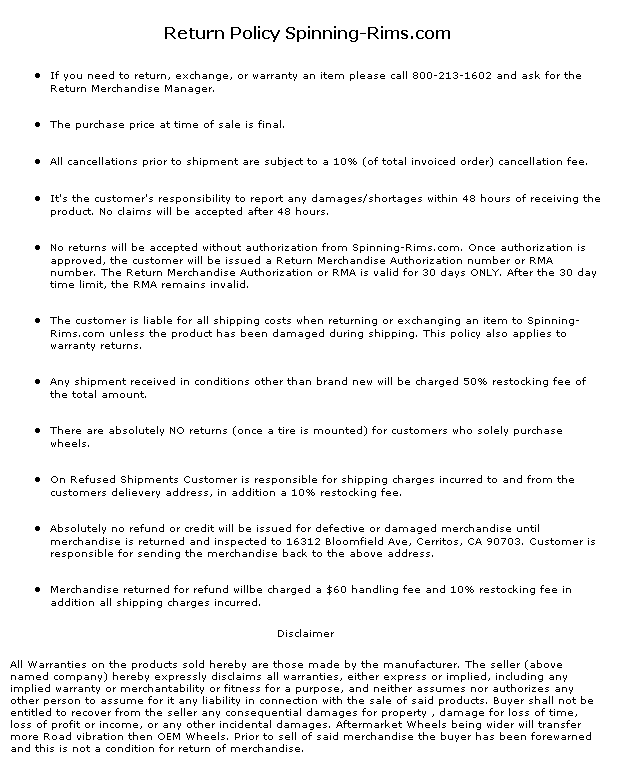 Return Policy Spinning-Rims.com
If you need to return, exchange, or warranty an item please call 800-213-1602 and ask for the
Return Merchandise Manager.
The purchase price at time of sale is final.
All cancellations prior to shipment are subject to a 10% (of total invoiced order) cancellation fee.
It's the customer's responsibility to report any damages/shortages within 48 hours of receiving the
product. No claims will be accepted after 48 hours.
No returns will be accepted without authorization from Spinning-Rims.com. Once authorization is
approved, the customer will be issued a Return Merchandise Authorization number or RMA
number. The Return Merchandise Authorization or RMA is valid for 30 days ONLY. After the 30 day
time limit, the RMA remains invalid.
The customer is liable for all shipping costs when returning or exchanging an item to Spinning-
Rims.com unless the product has been damaged during shipping. This policy also applies to
warranty returns.
Any shipment received in conditions other than brand new will be charged 50% restocking fee of
the total amount.
There are absolutely NO returns (once a tire is mounted) for customers who solely purchase
wheels.
On Refused Shipments Customer is responsible for shipping charges incurred to and from the
customers delievery address, in addition a 10% restocking fee.
Absolutely no refund or credit will be issued for defective or damaged merchandise until
merchandise is returned and inspected to 16312 Bloomfield Ave, Cerritos, CA 90703. Customer is
responsible for sending the merchandise back to the above address.
Merchandise returned for refund willbe charged a $60 handling fee and 10% restocking fee in
addition all shipping charges incurred.
Disclaimer
All Warranties on the products sold hereby are those made by the manufacturer. The seller (above
named company) hereby expressly disclaims all warranties, either express or implied, including any
implied warranty or merchantability or fitness for a purpose, and neither assumes nor authorizes any
other person to assume for it any liability in connection with the sale of said products. Buyer shall not be
entitled to recover from the seller any consequential damages for property , damage for loss of time,
loss of profit or income, or any other incidental damages. Aftermarket Wheels being wider will transfer
more Road vibration then OEM Wheels. Prior to sell of said merchandise the buyer has been forewarned
and this is not a condition for return of merchandise.